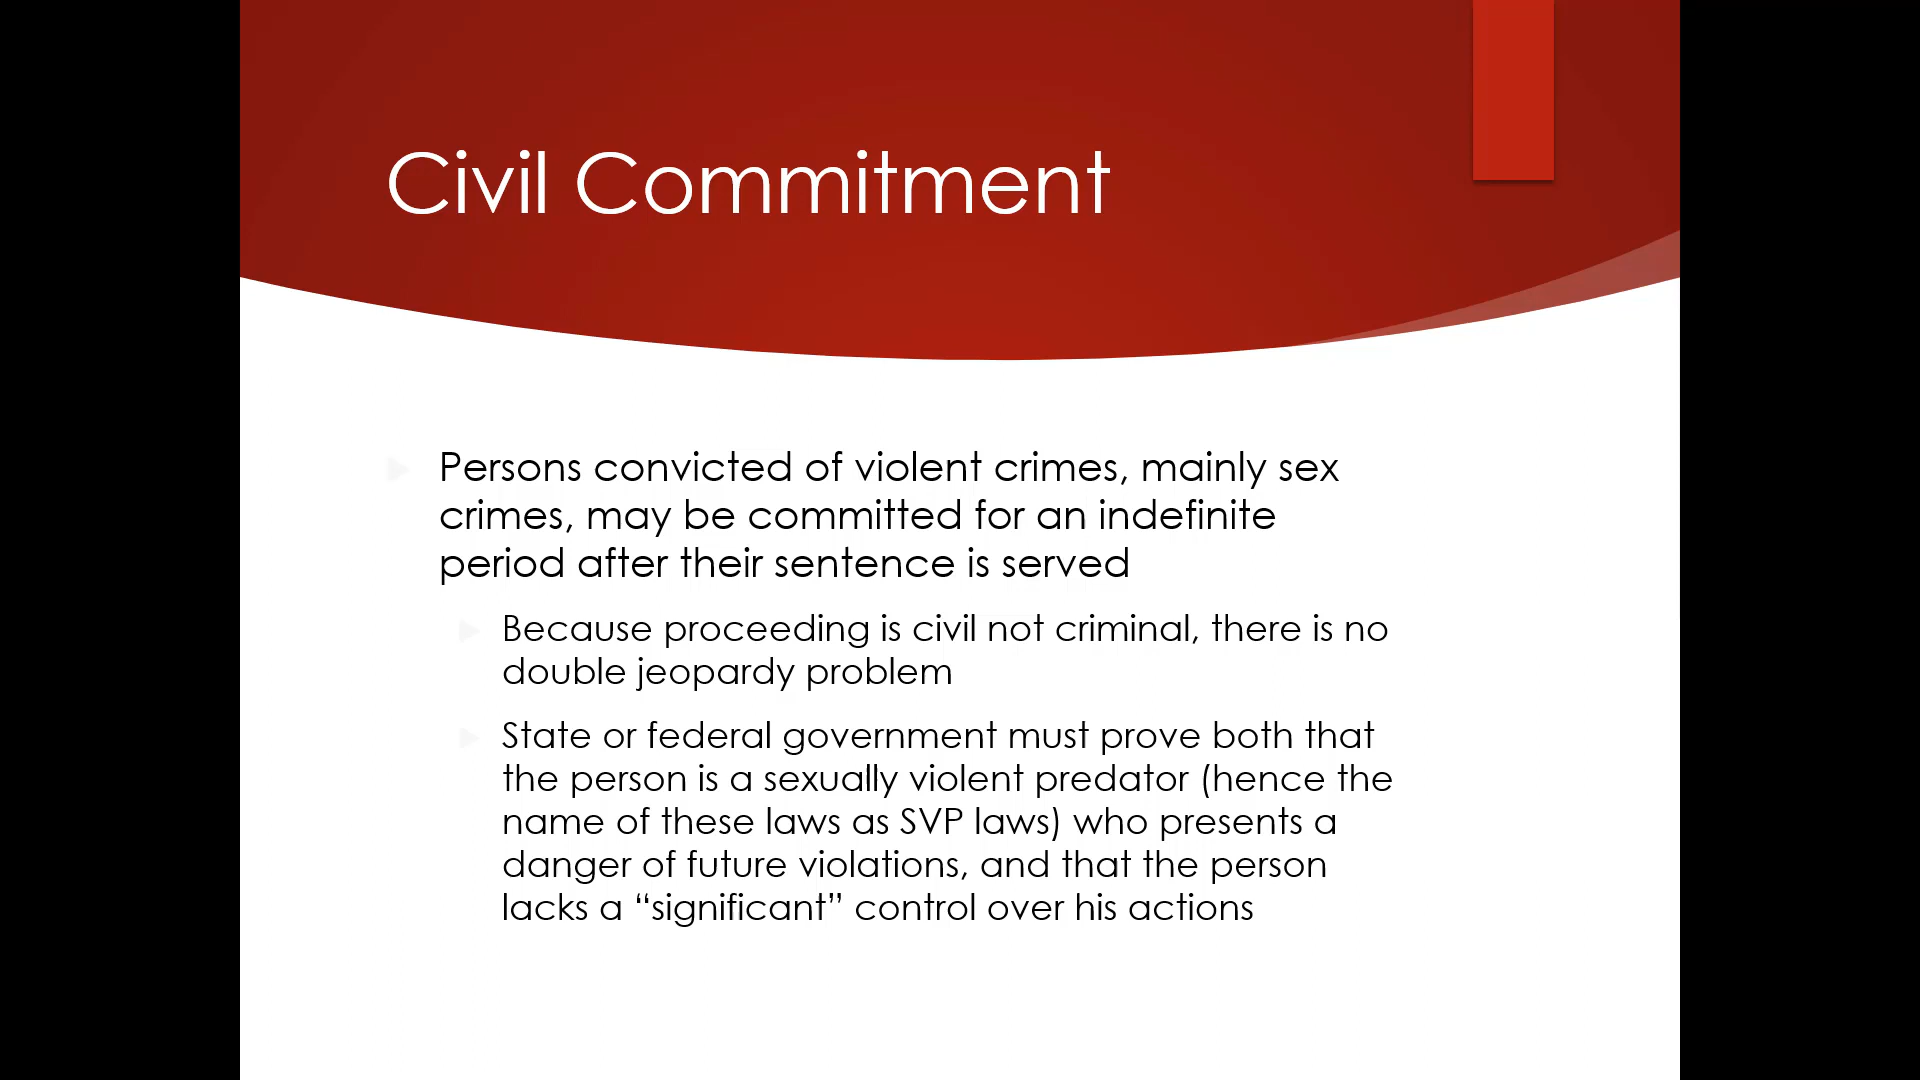 Civil Commitment
Persons convicted of violent crimes, mainly sex
crimes, may be committed for an indefinite
period after their sentence is served
Because proceeding is civil not criminal, there is no
double jeopardy problem
State or federal government must prove both that
the person is a sexually violent predator (hence the
name of these laws as SVP laws) who presents a
danger of future violations, and that the person
lacks a “significant” control over his actions